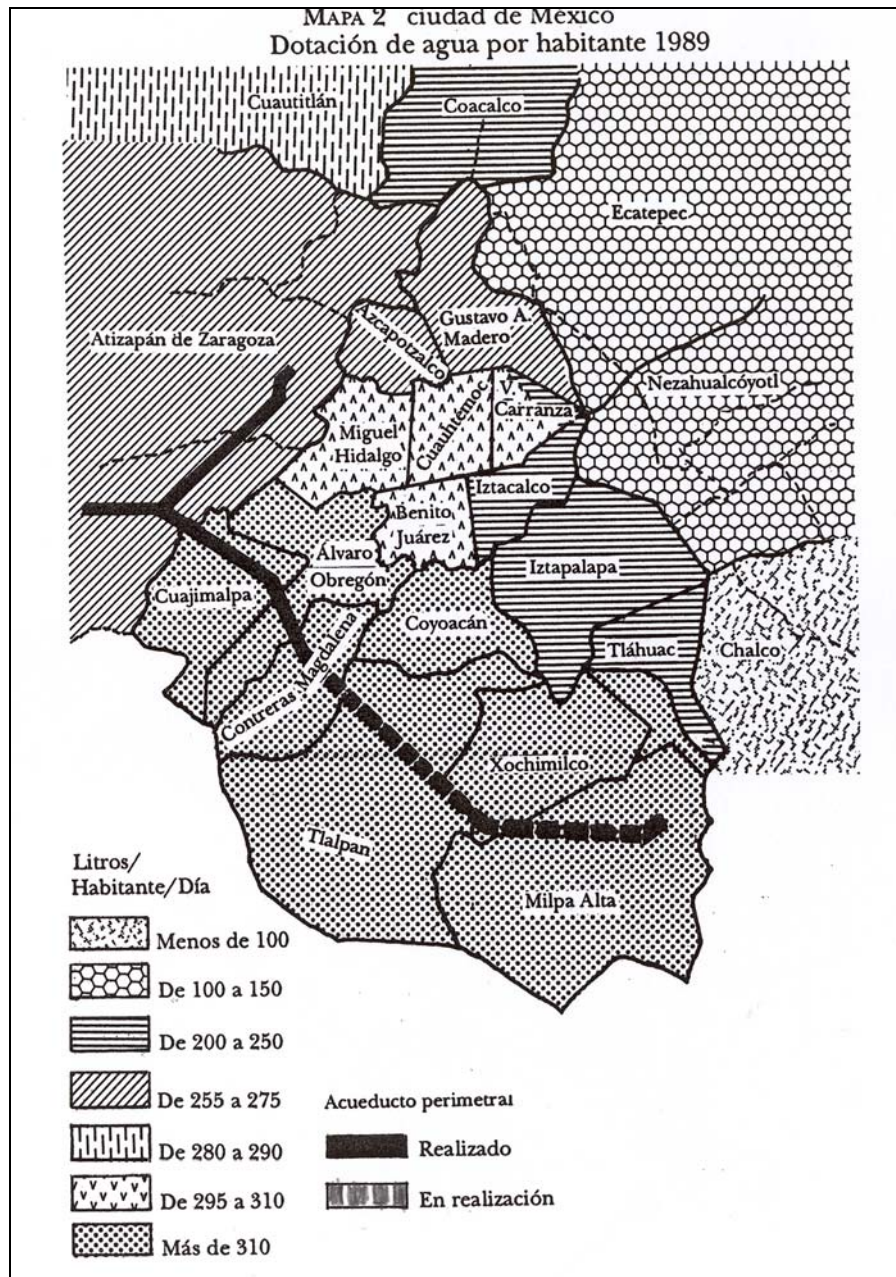 MAPA 2 ciudad de México
Dotación de agua por habitante 1989
Cuautitlán
Coacalco
Ecatepec
Atizapán de Zaragoza
Azcapotzalco
Gustavo A.
Madero
Nezahualcóyotl
Miguel
Hidalgo
Cuauhtémoc
V.
Carranza
Iztacalco
Benito
Juárez
Álvaro
Obregón
Iztapalapa
Cuajimalpa
Coyoacán
Tláhuac
Chalco
Contreras Magdalena
Xochimilco
Tlalpan
Milpa Alta
Litros/
Habitante/Día
Menos de 100
De 100 a 150
De 200 a 250
De 255 a 275
De 280 a 290
De 295 a 310
Más de 310
Acueducto perimetral
Realizado
En realización